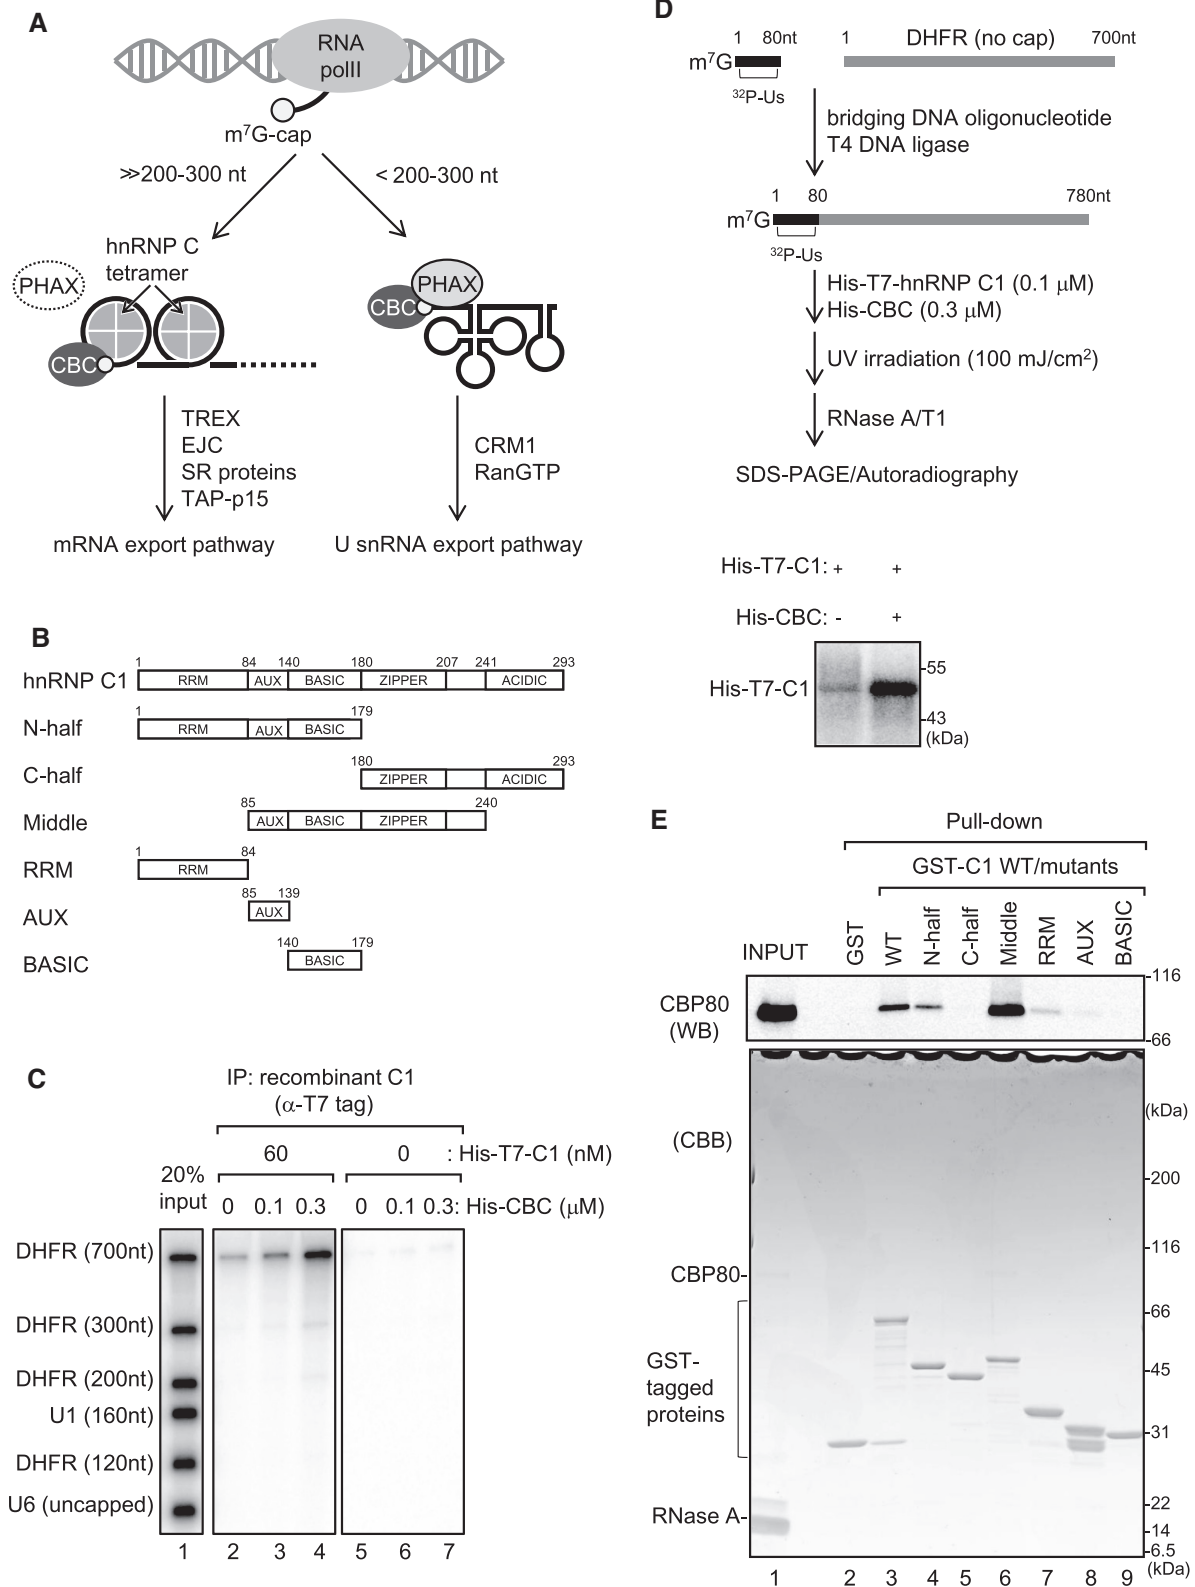 A
RNA
polII
m⁷G-cap
≫200-300 nt
< 200-300 nt
hnRNP C
tetramer
PHAX
PHAX
CBC
CBC
TREX
EJC
SR proteins
TAP-p15
CRM1
RanGTP
mRNA export pathway
U snRNA export pathway
B
1 84 140 180 207 241 293
hnRNP C1 RRM AUX BASIC ZIPPER ACIDIC
1 179
N-half RRM AUX BASIC
180 293
C-half ZIPPER ACIDIC
85 240
Middle AUX BASIC ZIPPER
1 84
RRM RRM
85 139
AUX AUX
140 179
BASIC BASIC
C
IP: recombinant C1
(α-T7 tag)
60 0 : His-T7-C1 (nM)
20%
input
0 0.1 0.3 0 0.1 0.3: His-CBC (μM)
DHFR (700nt)
DHFR (300nt)
DHFR (200nt)
U1 (160nt)
DHFR (120nt)
U6 (uncapped)
1 2 3 4 5 6 7
D
1 80nt 1 DHFR (no cap) 700nt
m⁷G
³²P-Us
bridging DNA oligonucleotide
T4 DNA ligase
1 80 780nt
m⁷G
³²P-Us
His-T7-hnRNP C1 (0.1 μM)
His-CBC (0.3 μM)
UV irradiation (100 mJ/cm²)
RNase A/T1
SDS-PAGE/Autoradiography
His-T7-C1: + +
His-CBC: - +
His-T7-C1
-55
-43
(kDa)
E
Pull-down
GST-C1 WT/mutants
INPUT GST WT N-half C-half Middle RRM AUX BASIC
CBP80
(WB)
-116
-66
(kDa)
(CBB)
-200
-116
CBP80-
-66
GST-
tagged
proteins
-45
-31
RNase A-
-22
-14
-6.5
(kDa)
1 2 3 4 5 6 7 8 9